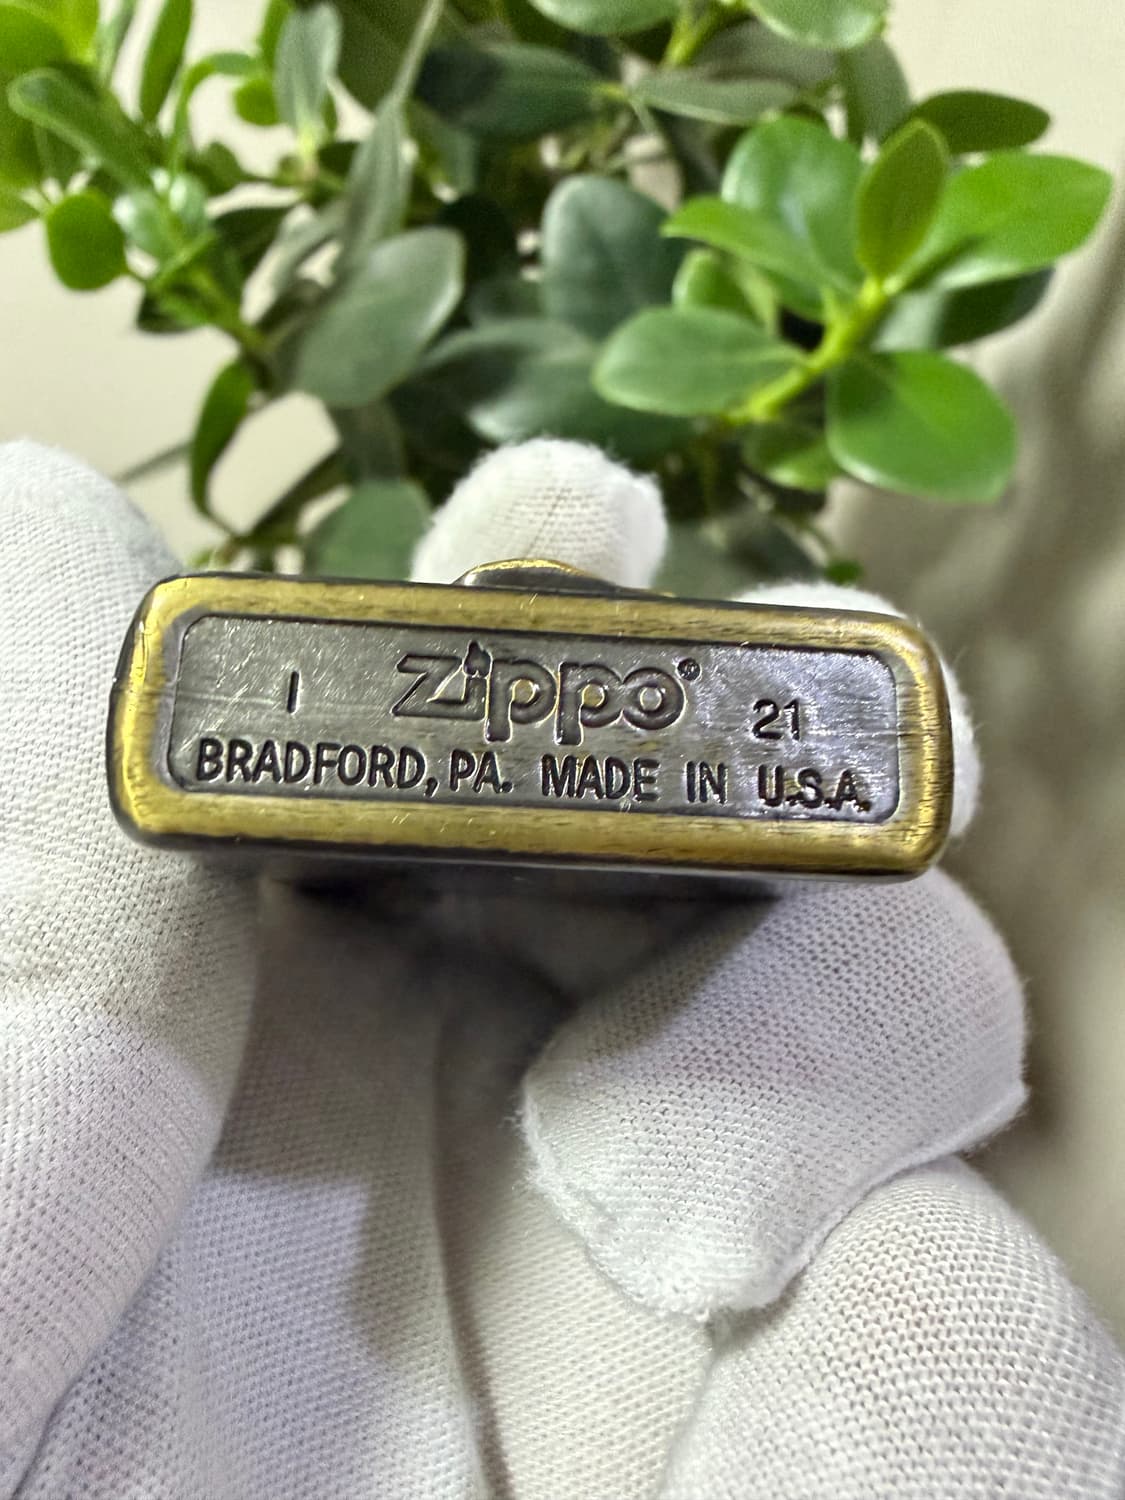 I Zippo® 21
BRADFORD, PA. MADE IN U.S.A.